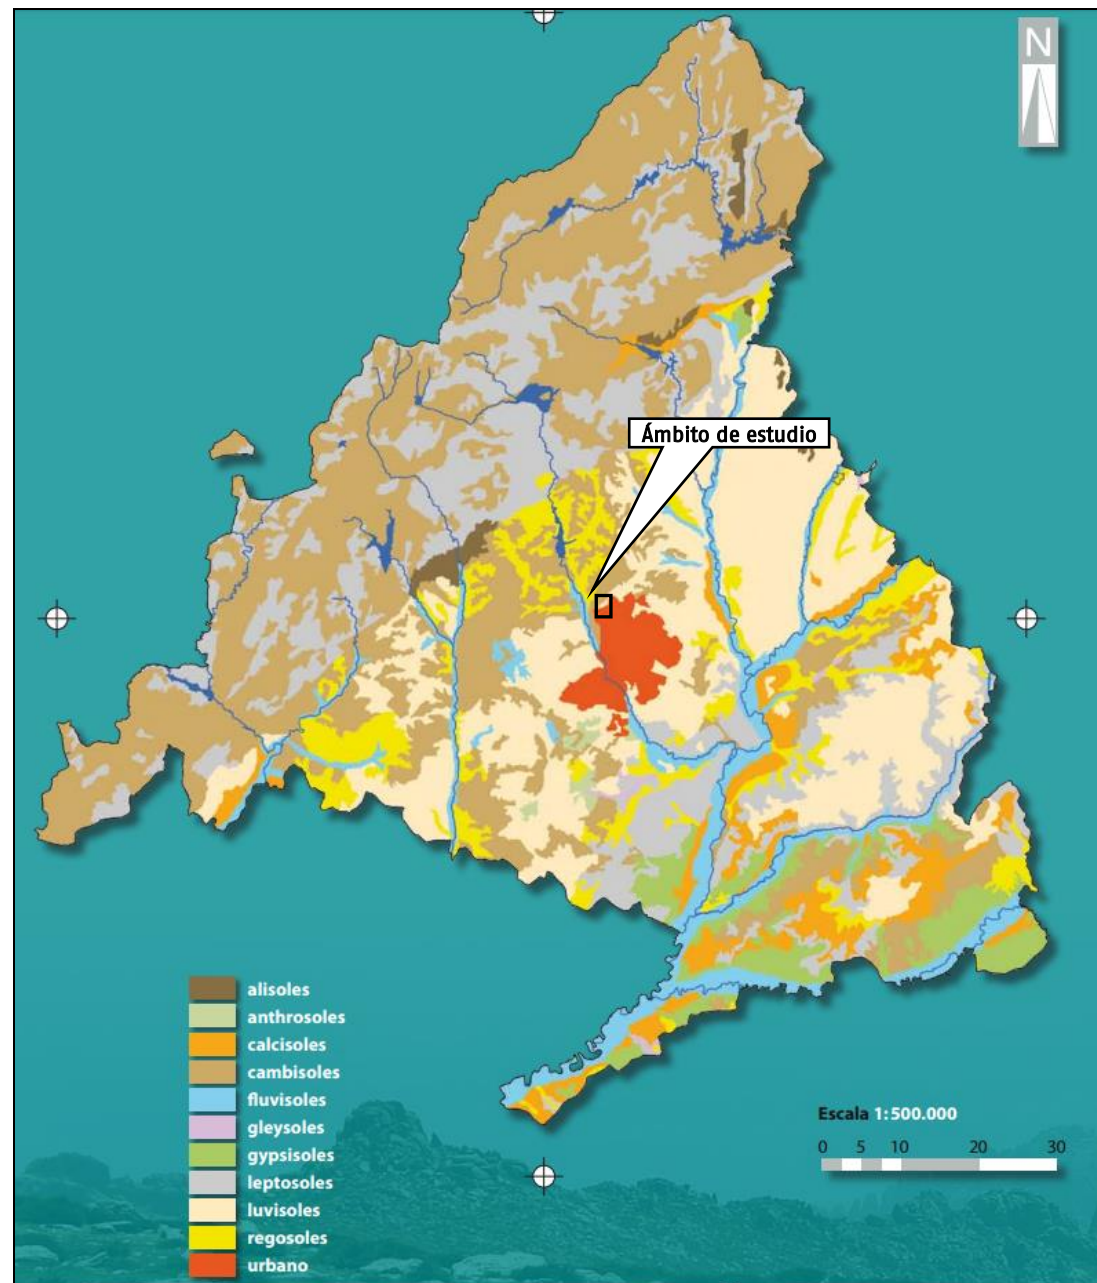 N
Ámbito de estudio
alisoles
anthrosoles
calcisoles
cambisoles
fluvisoles
gleysoles
gypsisoles
leptosoles
luvisoles
regosoles
urbano
Escala 1:500.000
0 5 10 20 30